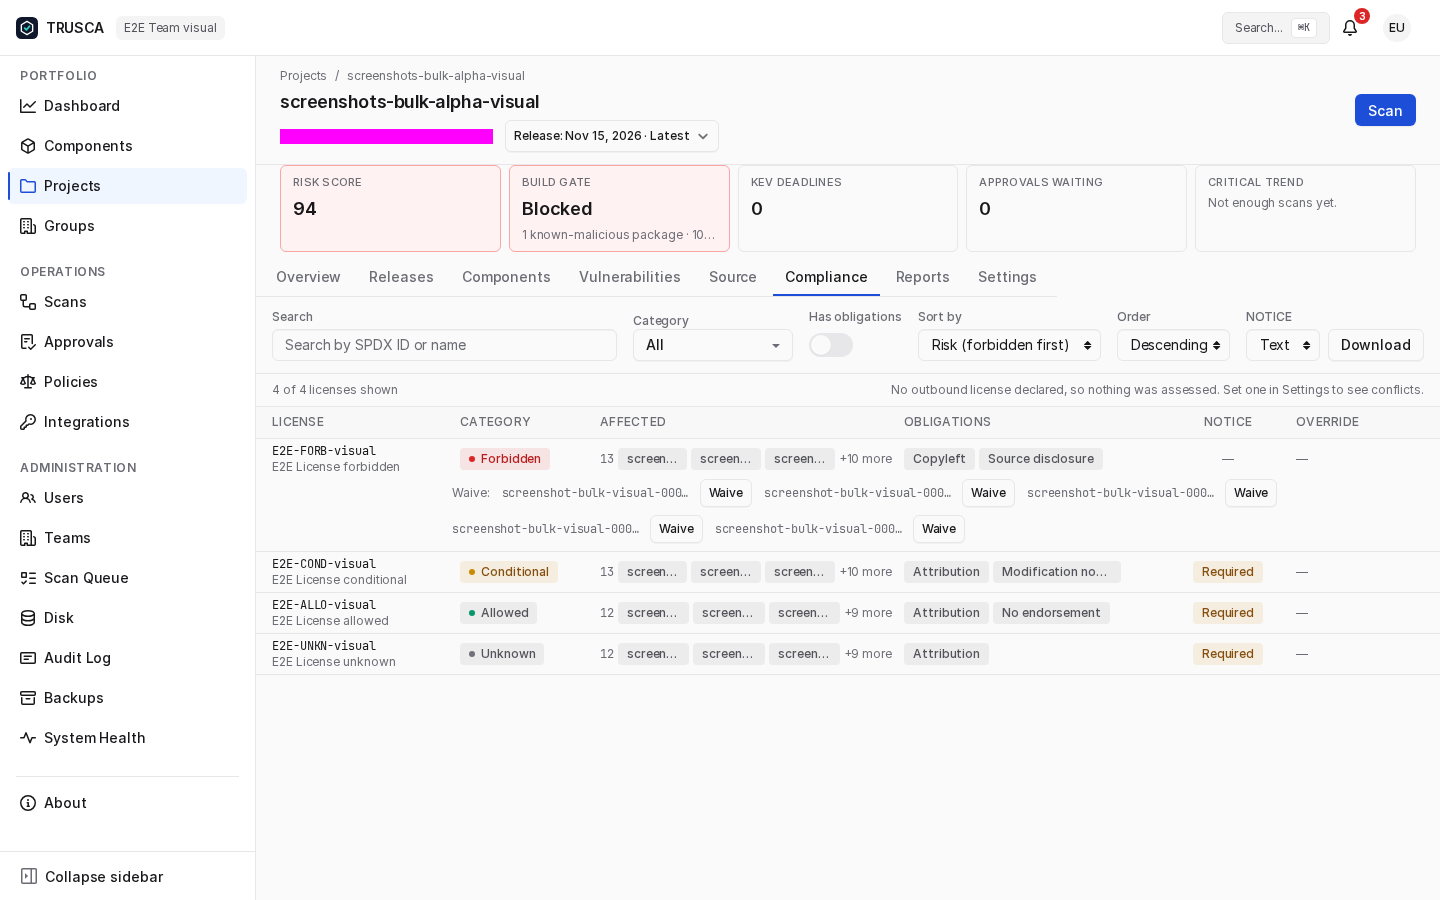 TRUSCA E2E Team visual Search... ⌘K 3 EU
PORTFOLIO
Dashboard
Components
Projects
Groups
OPERATIONS
Scans
Approvals
Policies
Integrations
ADMINISTRATION
Users
Teams
Scan Queue
Disk
Audit Log
Backups
System Health
About
Collapse sidebar
Projects / screenshots-bulk-alpha-visual
screenshots-bulk-alpha-visual
Scan
Release: Nov 15, 2026 · Latest
RISK SCORE
94
BUILD GATE
Blocked
1 known-malicious package · 10...
KEV DEADLINES
0
APPROVALS WAITING
0
CRITICAL TREND
Not enough scans yet.
Overview Releases Components Vulnerabilities Source Compliance Reports Settings
Search Category Has obligations Sort by Order NOTICE
Search by SPDX ID or name All Risk (forbidden first) Descending Text Download
4 of 4 licenses shown No outbound license declared, so nothing was assessed. Set one in Settings to see conflicts.
LICENSE CATEGORY AFFECTED OBLIGATIONS NOTICE OVERRIDE
E2E-FORB-visual
E2E License forbidden
Forbidden 13 screen... screen... screen... +10 more Copyleft Source disclosure — —
Waive: screenshot-bulk-visual-000... Waive screenshot-bulk-visual-000... Waive screenshot-bulk-visual-000... Waive
screenshot-bulk-visual-000... Waive screenshot-bulk-visual-000... Waive
E2E-COND-visual
E2E License conditional
Conditional 13 screen... screen... screen... +10 more Attribution Modification no... Required —
E2E-ALLO-visual
E2E License allowed
Allowed 12 screen... screen... screen... +9 more Attribution No endorsement Required —
E2E-UNKN-visual
E2E License unknown
Unknown 12 screen... screen... screen... +9 more Attribution Required —